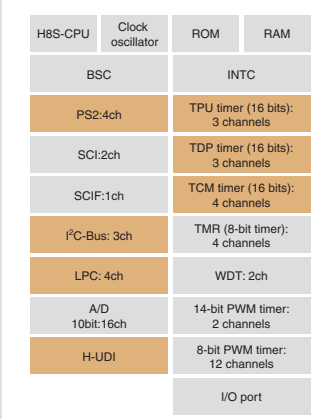 H8S-CPU
Clock
oscillator
ROM
RAM
BSC
INTC
PS2:4ch
TPU timer (16 bits):
3 channels
SCI:2ch
TDP timer (16 bits):
3 channels
SCIF:1ch
TCM timer (16 bits):
4 channels
I²C-Bus: 3ch
TMR (8-bit timer):
4 channels
LPC: 4ch
WDT: 2ch
A/D
10bit:16ch
14-bit PWM timer:
2 channels
H-UDI
8-bit PWM timer:
12 channels
I/O port